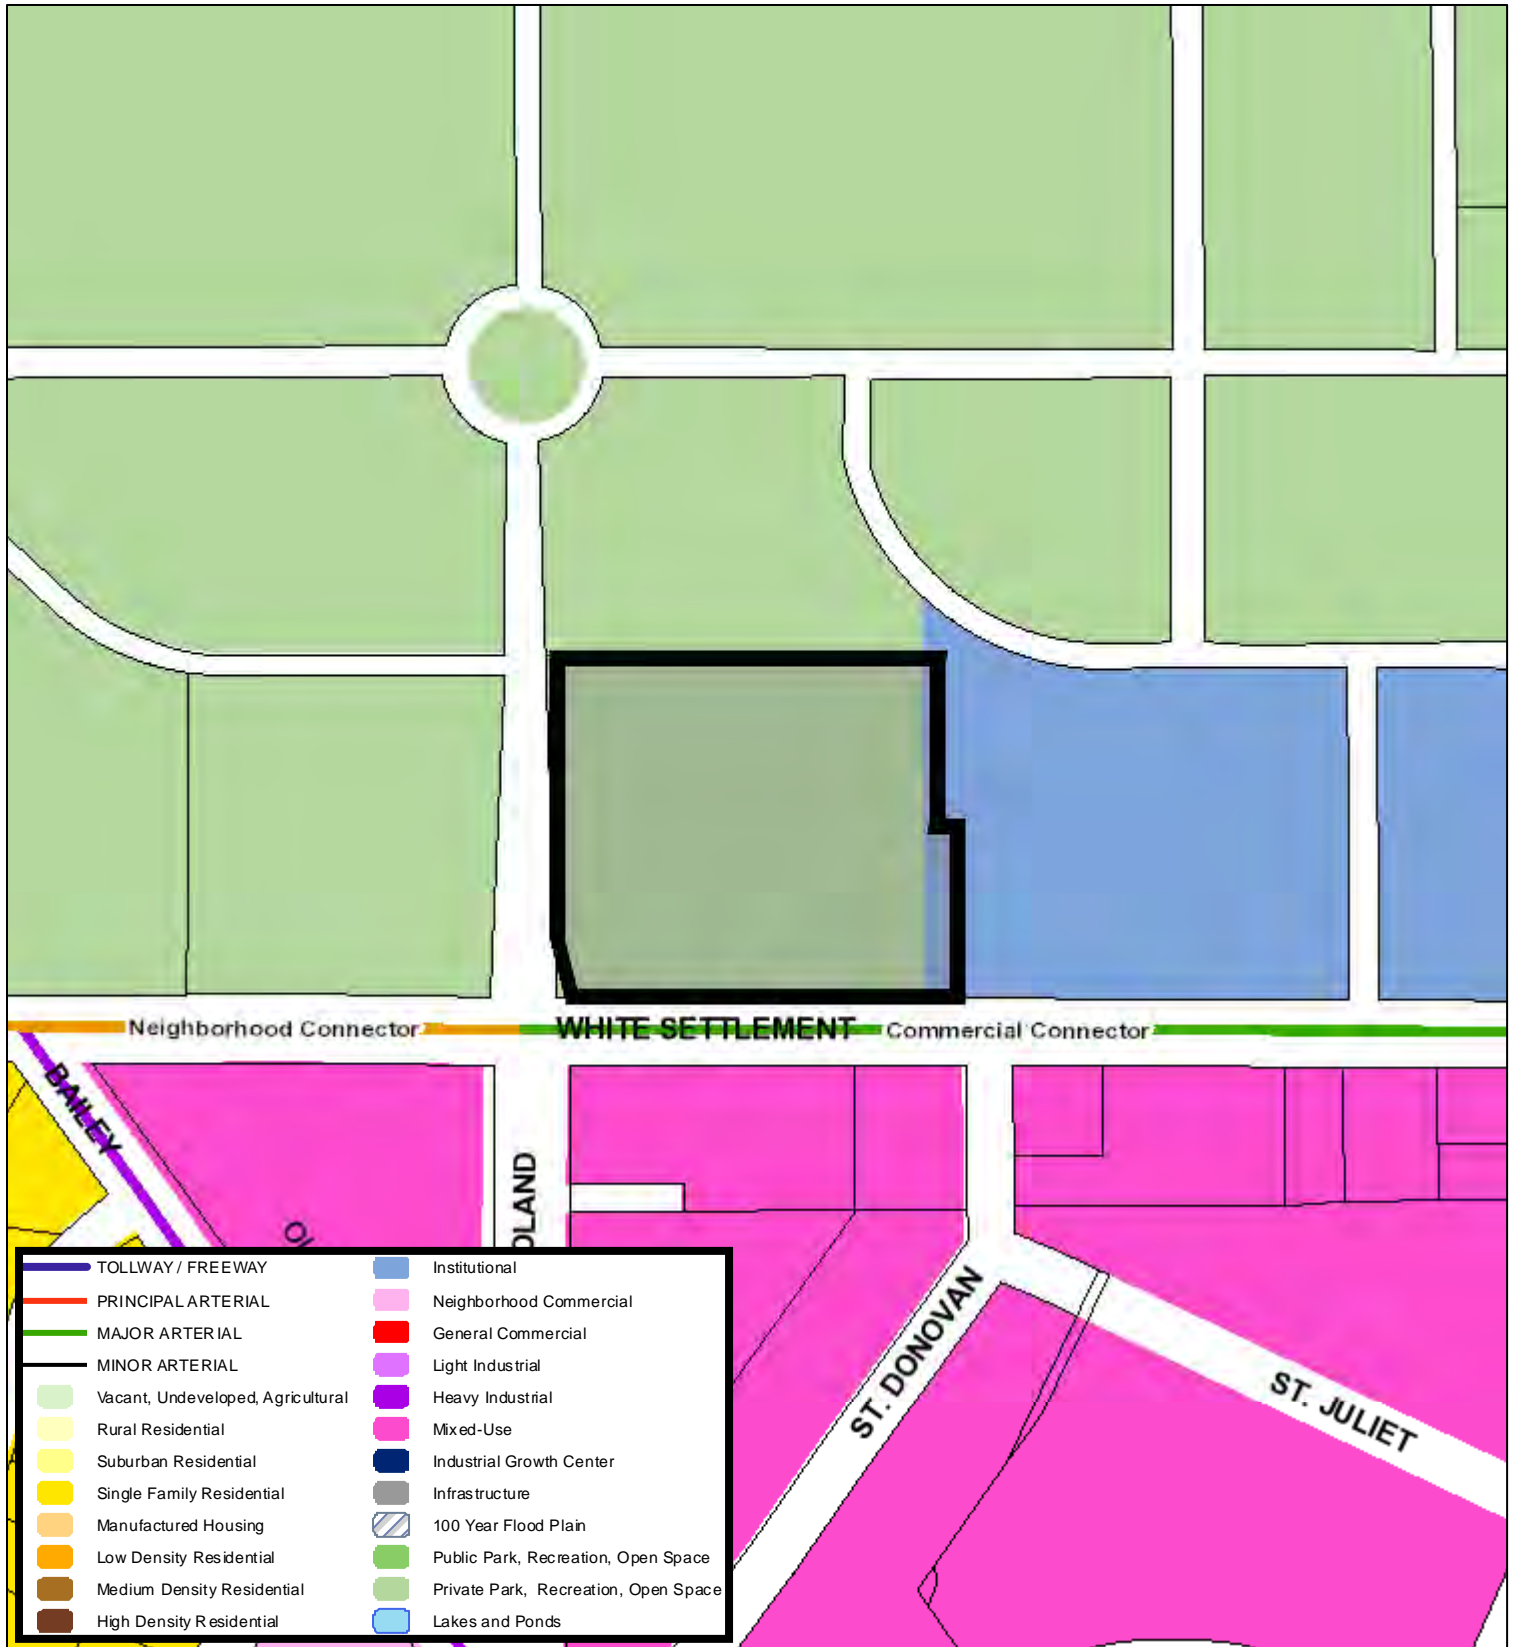 Neighborhood Connector
WHITE SETTLEMENT
Commercial Connector
BAILEY
ST. DONOVAN
ST. JULIET
TOLLWAY / FREEWAY
PRINCIPAL ARTERIAL
MAJOR ARTERIAL
MINOR ARTERIAL
Vacant, Undeveloped, Agricultural
Rural Residential
Suburban Residential
Single Family Residential
Manufactured Housing
Low Density Residential
Medium Density Residential
High Density Residential
Institutional
Neighborhood Commercial
General Commercial
Light Industrial
Heavy Industrial
Mixed-Use
Industrial Growth Center
Infrastructure
100 Year Flood Plain
Public Park, Recreation, Open Space
Private Park, Recreation, Open Space
Lakes and Ponds